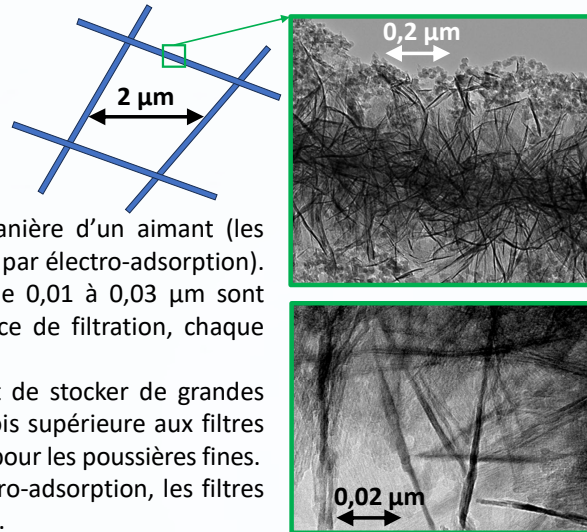 0,2 µm
2 µm
anière d'un aimant (les
par électro-adsorption).
e 0,01 à 0,03 µm sont
ce de filtration, chaque
t de stocker de grandes
ois supérieure aux filtres
pour les poussières fines.
ro-adsorption, les filtres
.
0,02 µm